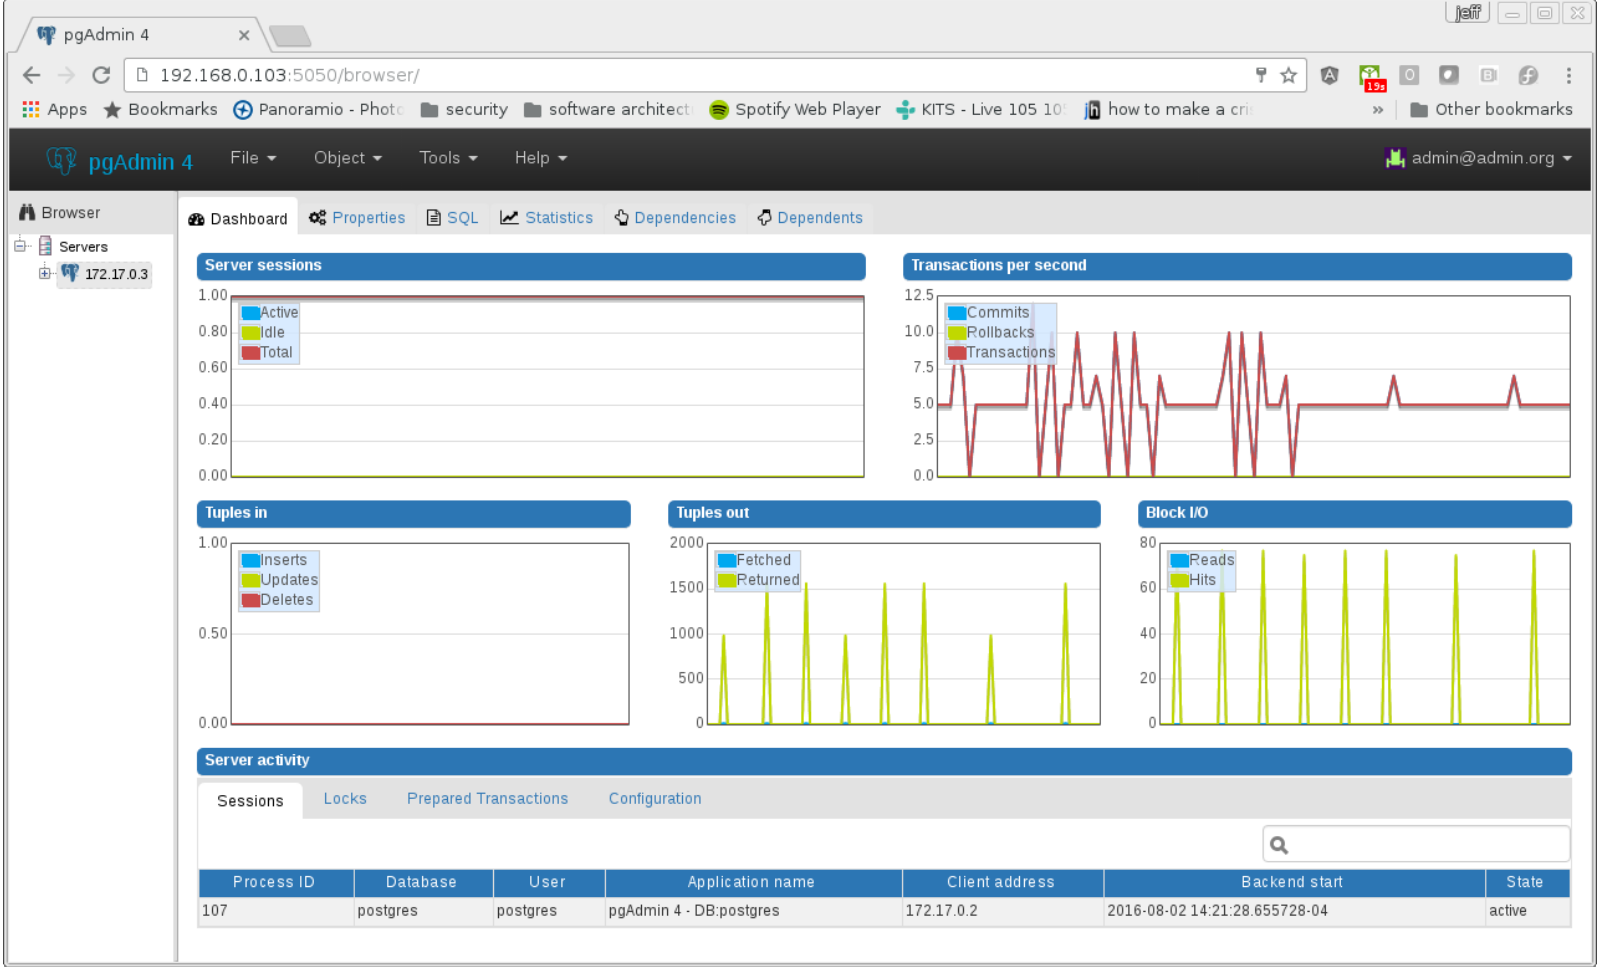 jeff
pgAdmin 4
192.168.0.103:5050/browser/
19s
Apps Bookmarks Panoramio - Photo security software architect Spotify Web Player KITS - Live 105 10 how to make a cri » Other bookmarks
pgAdmin 4 File Object Tools Help admin@admin.org
Browser
Dashboard Properties SQL Statistics Dependencies Dependents
Servers
172.17.0.3
Server sessions
1.00
0.80
0.60
0.40
0.20
0.00
Active
Idle
Total
Transactions per second
12.5
10.0
7.5
5.0
2.5
0.0
Commits
Rollbacks
Transactions
Tuples in
1.00
0.50
0.00
Inserts
Updates
Deletes
Tuples out
2000
1500
1000
500
0
Fetched
Returned
Block I/O
80
60
40
20
0
Reads
Hits
Server activity
Sessions Locks Prepared Transactions Configuration
Process ID Database User Application name Client address Backend start State
107 postgres postgres pgAdmin 4 - DB:postgres 172.17.0.2 2016-08-02 14:21:28.655728-04 active